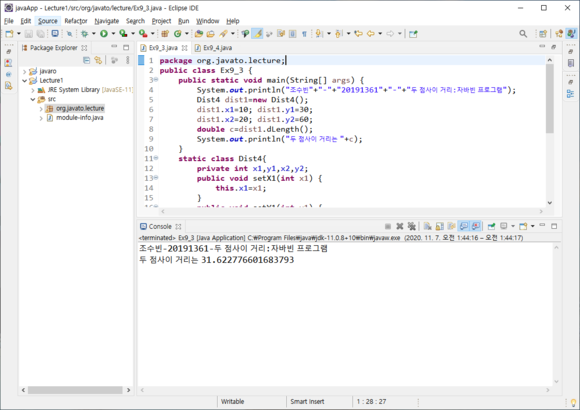 javaApp - Lecture1/src/org/javato/lecture/Ex9_3.java - Eclipse IDE
File Edit Source Refactor Navigate Search Project Run Window Help
Package Explorer
javaro
Lecture1
JRE System Library [JavaSE-11]
src
org.javato.lecture
module-info.java
Ex9_3.java Ex9_4.java
1 package org.javato.lecture;
2 public class Ex9_3 {
3 public static void main(String[] args) {
4 System.out.println("조수빈"+"-"+"20191361"+"-"+"두 점사이 거리:자바빈 프로그램");
5 Dist4 dist1=new Dist4();
6 dist1.x1=10; dist1.y1=30;
7 dist1.x2=20; dist1.y2=60;
8 double c=dist1.dLength();
9 System.out.println("두 점사이 거리는 "+c);
10 }
11 static class Dist4{
12 private int x1,y1,x2,y2;
13 public void setX1(int x1) {
14 this.x1=x1;
15 }
Console
<terminated> Ex9_3 [Java Application] C:\Program Files\java\jdk-11.0.8+10\bin\javaw.exe (2020. 11. 7. 오전 1:44:16 – 오전 1:44:17)
조수빈-20191361-두 점사이 거리:자바빈 프로그램
두 점사이 거리는 31.622776601683793
Writable Smart Insert 1 : 28 : 27